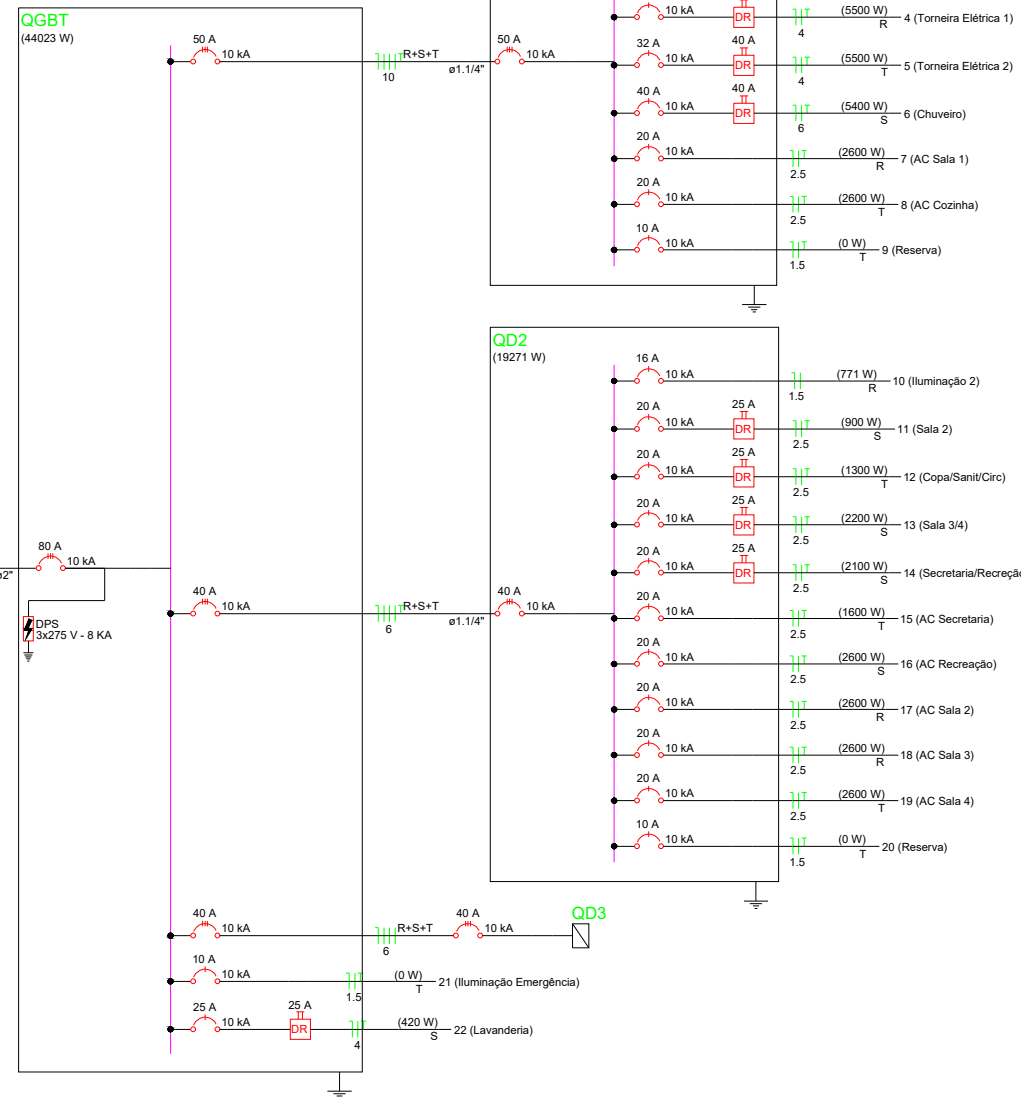 QGBT
(44023 W)
50 A
10 kA
R+S+T
10
ø1.1/4"
50 A
10 kA
10 kA
DR
4
(5500 W)
R
4 (Torneira Elétrica 1)
32 A
10 kA
40 A
DR
4
(5500 W)
T
5 (Torneira Elétrica 2)
40 A
10 kA
40 A
DR
6
(5400 W)
S
6 (Chuveiro)
20 A
10 kA
2.5
(2600 W)
R
7 (AC Sala 1)
20 A
10 kA
2.5
(2600 W)
T
8 (AC Cozinha)
10 A
10 kA
1.5
(0 W)
T
9 (Reserva)
80 A
10 kA
ø2"
DPS
3x275 V - 8 KA
40 A
10 kA
R+S+T
6
ø1.1/4"
40 A
10 kA
QD2
(19271 W)
16 A
10 kA
1.5
(771 W)
R
10 (Iluminação 2)
20 A
10 kA
25 A
DR
2.5
(900 W)
S
11 (Sala 2)
20 A
10 kA
25 A
DR
2.5
(1300 W)
T
12 (Copa/Sanit/Circ)
20 A
10 kA
25 A
DR
2.5
(2200 W)
S
13 (Sala 3/4)
20 A
10 kA
25 A
DR
2.5
(2100 W)
S
14 (Secretaria/Recreção
20 A
10 kA
2.5
(1600 W)
T
15 (AC Secretaria)
20 A
10 kA
2.5
(2600 W)
S
16 (AC Recreação)
20 A
10 kA
2.5
(2600 W)
R
17 (AC Sala 2)
20 A
10 kA
2.5
(2600 W)
R
18 (AC Sala 3)
20 A
10 kA
2.5
(2600 W)
T
19 (AC Sala 4)
10 A
10 kA
1.5
(0 W)
T
20 (Reserva)
40 A
10 kA
R+S+T
6
40 A
10 kA
QD3
10 A
10 kA
1.5
(0 W)
T
21 (Iluminação Emergência)
25 A
10 kA
25 A
DR
4
(420 W)
S
22 (Lavanderia)